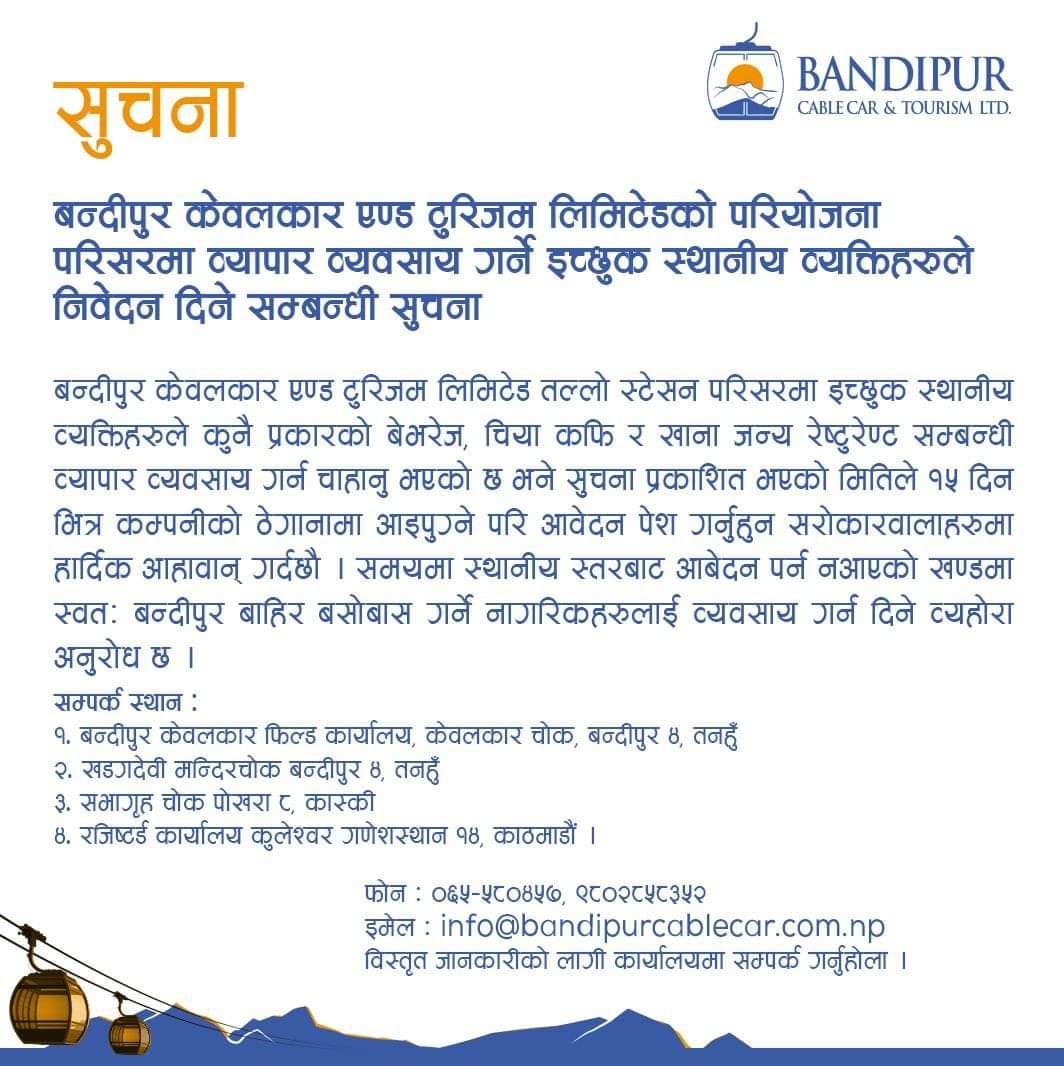 सुचना
BANDIPUR
CABLE CAR & TOURISM LTD.
बन्दीपुर केवलकार एण्ड टुरिजम लिमिटेडको परियोजना
परिसरमा व्यापार व्यवसाय गर्ने इच्छुक स्थानीय व्यक्तिहरुले
निवेदन दिने सम्बन्धी सुचना
बन्दीपुर केवलकार एण्ड टुरिजम लिमिटेड तल्लो स्टेसन परिसरमा इच्छुक स्थानीय
व्यक्तिहरुले कुनै प्रकारको बेभरेज, चिया कफि र खाना जन्य रेष्टुरेण्ट सम्बन्धी
व्यापार व्यवसाय गर्न चाहानु भएको छ भने सुचना प्रकाशित भएको मितिले १५ दिन
भित्र कम्पनीको ठेगानामा आइपुग्ने परि आवेदन पेश गर्नुहुन सरोकारवालाहरुमा
हार्दिक आहावान् गर्दछौ । समयमा स्थानीय स्तरबाट आबेदन पर्न नआएको खण्डमा
स्वतः बन्दीपुर बाहिर बसोबास गर्ने नागरिकहरुलाई व्यवसाय गर्न दिने व्यहोरा
अनुरोध छ ।
सम्पर्क स्थान :
१. बन्दीपुर केवलकार फिल्ड कार्यालय, केवलकार चोक, बन्दीपुर ४, तनहुँ
२. खडगदेवी मन्दिरचोक बन्दीपुर ४, तनहुँ
३. सभागृह चोक पोखरा ८, कास्की
४. रजिष्टर्ड कार्यालय कुलेश्वर गणेशस्थान १४, काठमाडौं ।
फोन : ०६५-५८०४५७, ९८०२८५८३५२
इमेल : info@bandipurcablecar.com.np
विस्तृत जानकारीको लागी कार्यालयमा सम्पर्क गर्नुहोला ।